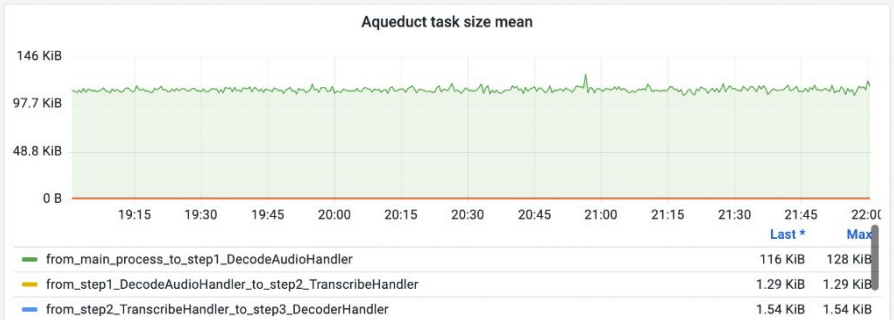 Aqueduct task size mean
146 KiB
97.7 KiB
48.8 KiB
0 B
19:15 19:30 19:45 20:00 20:15 20:30 20:45 21:00 21:15 21:30 21:45 22:00
Last * Max
from_main_process_to_step1_DecodeAudioHandler 116 KiB 128 KiB
from_step1_DecodeAudioHandler_to_step2_TranscribeHandler 1.29 KiB 1.29 KiB
from_step2_TranscribeHandler_to_step3_DecoderHandler 1.54 KiB 1.54 KiB